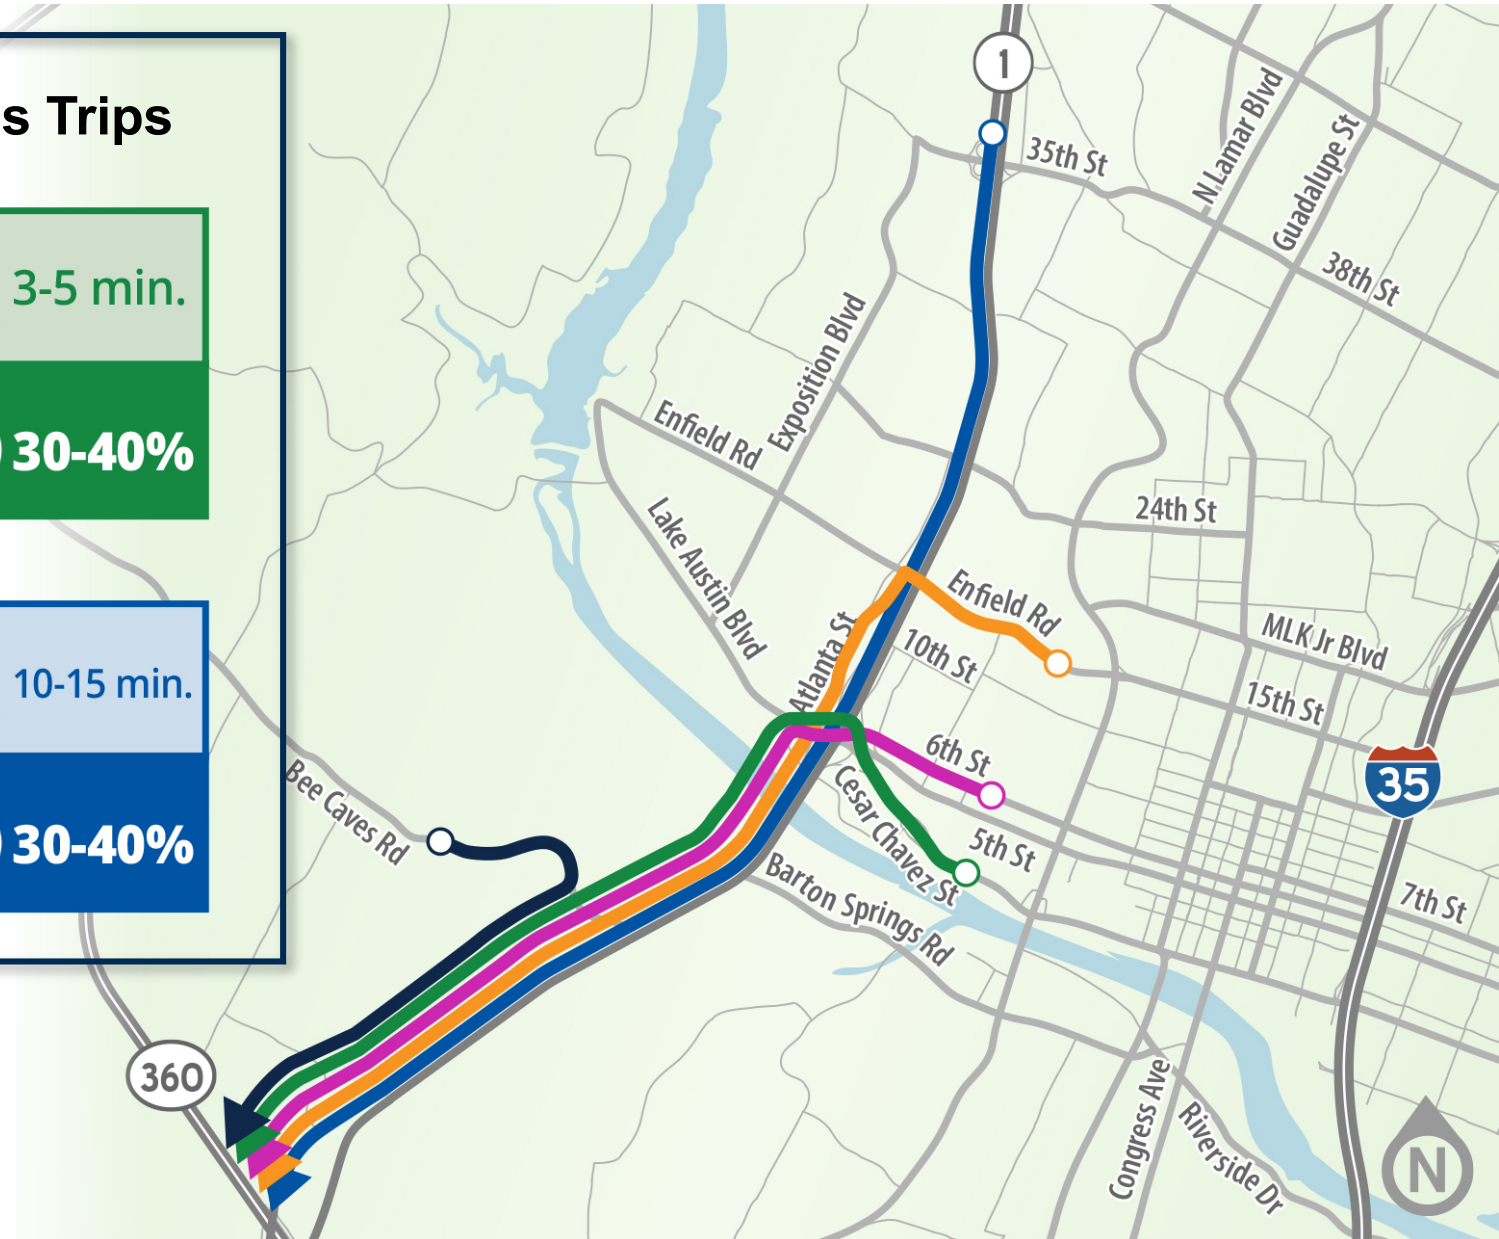 s Trips
3-5 min.
) 30-40%
10-15 min.
) 30-40%
1
35th St
N Lamar Blvd
Guadalupe St
38th St
Exposition Blvd
Enfield Rd
Lake Austin Blvd
24th St
Enfield Rd
Atlanta St
10th St
MLK Jr Blvd
15th St
6th St
35
Bee Caves Rd
Cesar Chavez St
5th St
Barton Springs Rd
7th St
360
Congress Ave
Riverside Dr
N